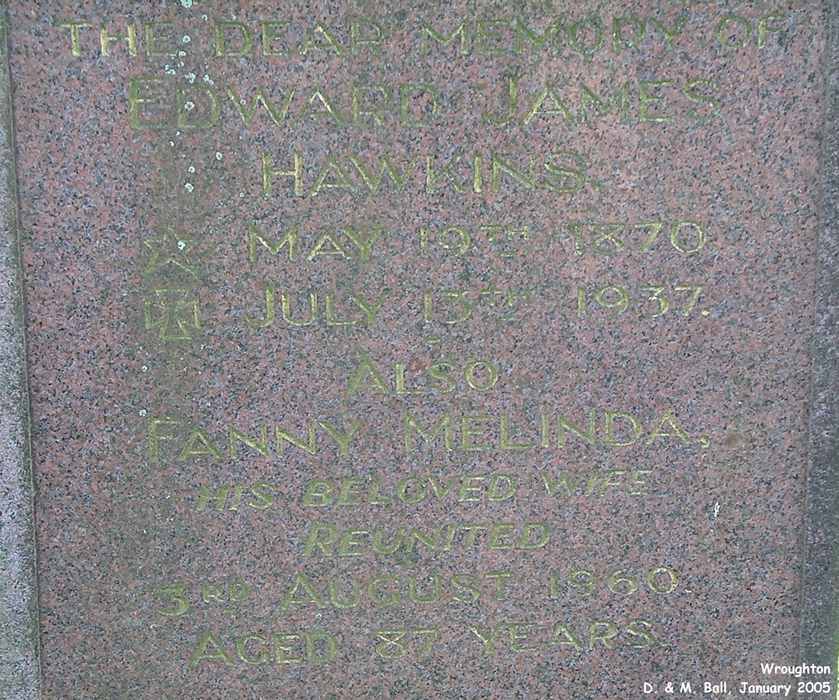 THE DEAR MEMORY OF
EDWARD JAMES
HAWKINS.
MAY 19TH 1870
JULY 13TH 1937.
ALSO
FANNY MELINDA,
HIS BELOVED WIFE
REUNITED
3RD AUGUST 1960.
AGED 87 YEARS.
Wroughton
D. & M. Ball, January 2005